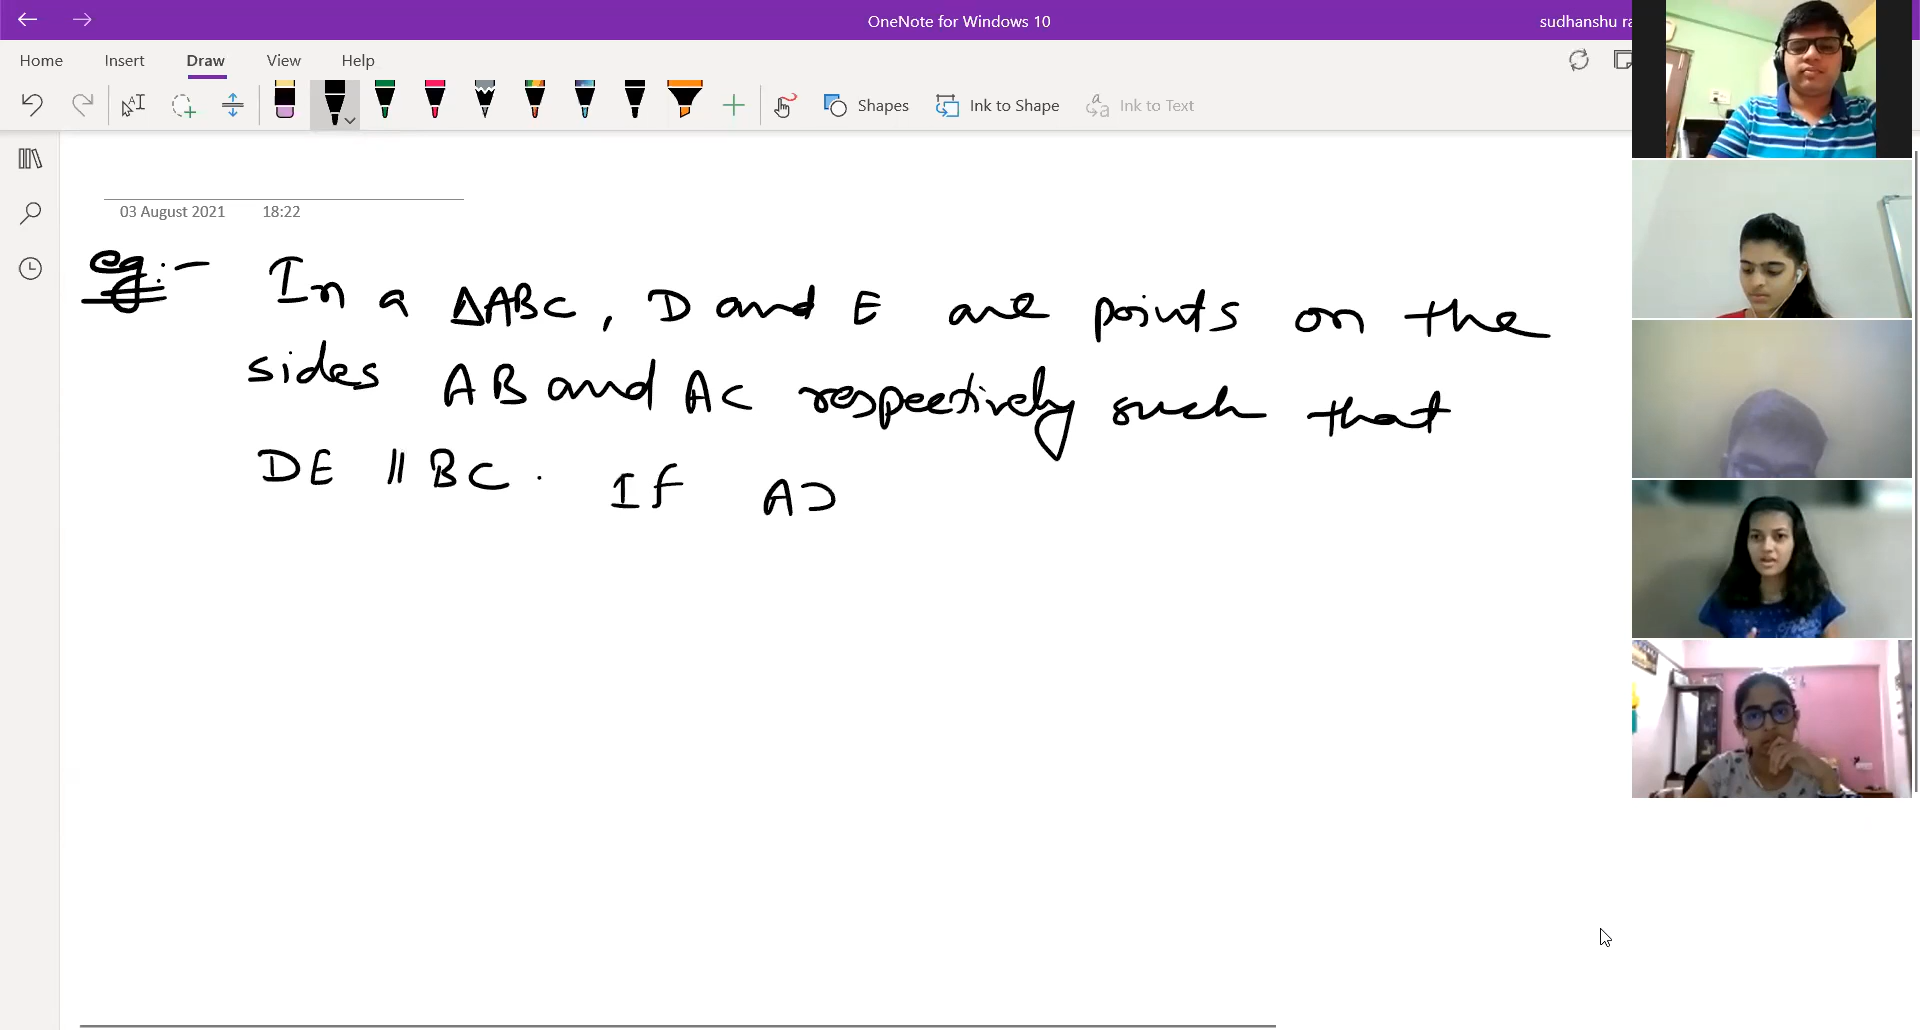 OneNote for Windows 10
sudhanshu ra
Home Insert Draw View Help
Shapes Ink to Shape Ink to Text
03 August 2021 18:22
eg:- In a ΔABC, D and E are points on the
sides AB and AC respectively such that
DE || BC. If AD